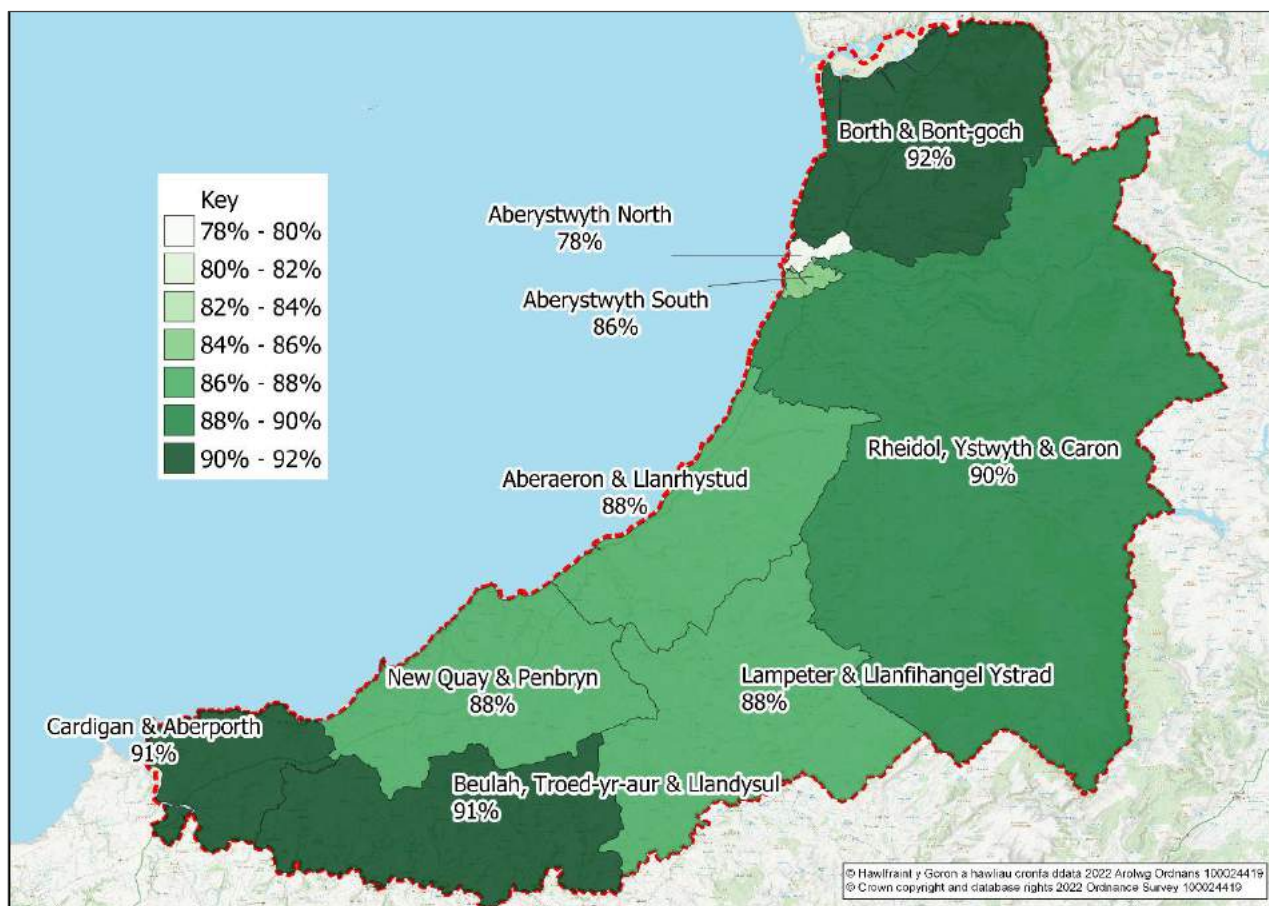 Borth & Bont-goch
92%
Key
78% - 80%
80% - 82%
82% - 84%
84% - 86%
86% - 88%
88% - 90%
90% - 92%
Aberystwyth North
78%
Aberystwyth South
86%
Rheidol, Ystwyth & Caron
90%
Aberaeron & Llanrhystud
88%
New Quay & Penbryn
88%
Lampeter & Llanfihangel Ystrad
88%
Cardigan & Aberporth
91%
Beulah, Troed-yr-aur & Llandysul
91%
© Hawlfraint y Goron a hawliau cronfa ddata 2022 Arolwg Ordnans 100024419
© Crown copyright and database rights 2022 Ordnance Survey 100024419